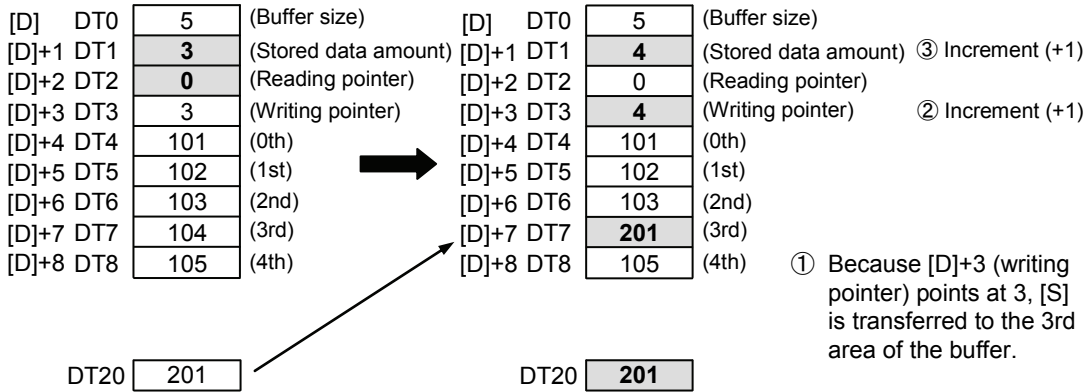 [D] DT0 5 (Buffer size) [D] DT0 5 (Buffer size)
[D]+1 DT1 3 (Stored data amount) [D]+1 DT1 4 (Stored data amount) ③ Increment (+1)
[D]+2 DT2 0 (Reading pointer) [D]+2 DT2 0 (Reading pointer)
[D]+3 DT3 3 (Writing pointer) [D]+3 DT3 4 (Writing pointer) ② Increment (+1)
[D]+4 DT4 101 (0th) [D]+4 DT4 101 (0th)
[D]+5 DT5 102 (1st) [D]+5 DT5 102 (1st)
[D]+6 DT6 103 (2nd) [D]+6 DT6 103 (2nd)
[D]+7 DT7 104 (3rd) [D]+7 DT7 201 (3rd)
[D]+8 DT8 105 (4th) [D]+8 DT8 105 (4th)
① Because [D]+3 (writing
pointer) points at 3, [S]
is transferred to the 3rd
area of the buffer.
DT20 201 DT20 201